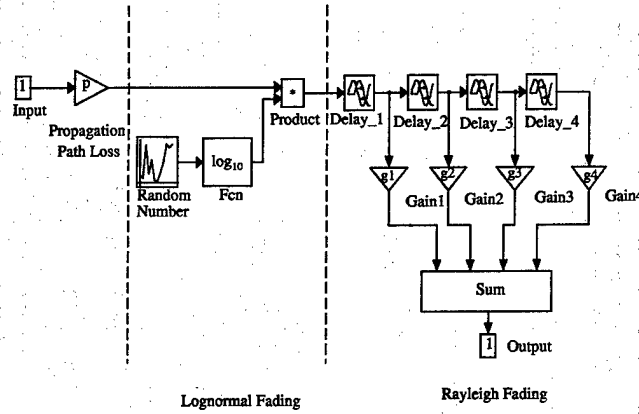 1
Input
p
Propagation
Path Loss
Random
Number
log10
Fcn
*
Product
Delay_1
Delay_2
Delay_3
Delay_4
g1
g2
g3
g4
Gain1
Gain2
Gain3
Gain4
Sum
1
Output
Lognormal Fading
Rayleigh Fading